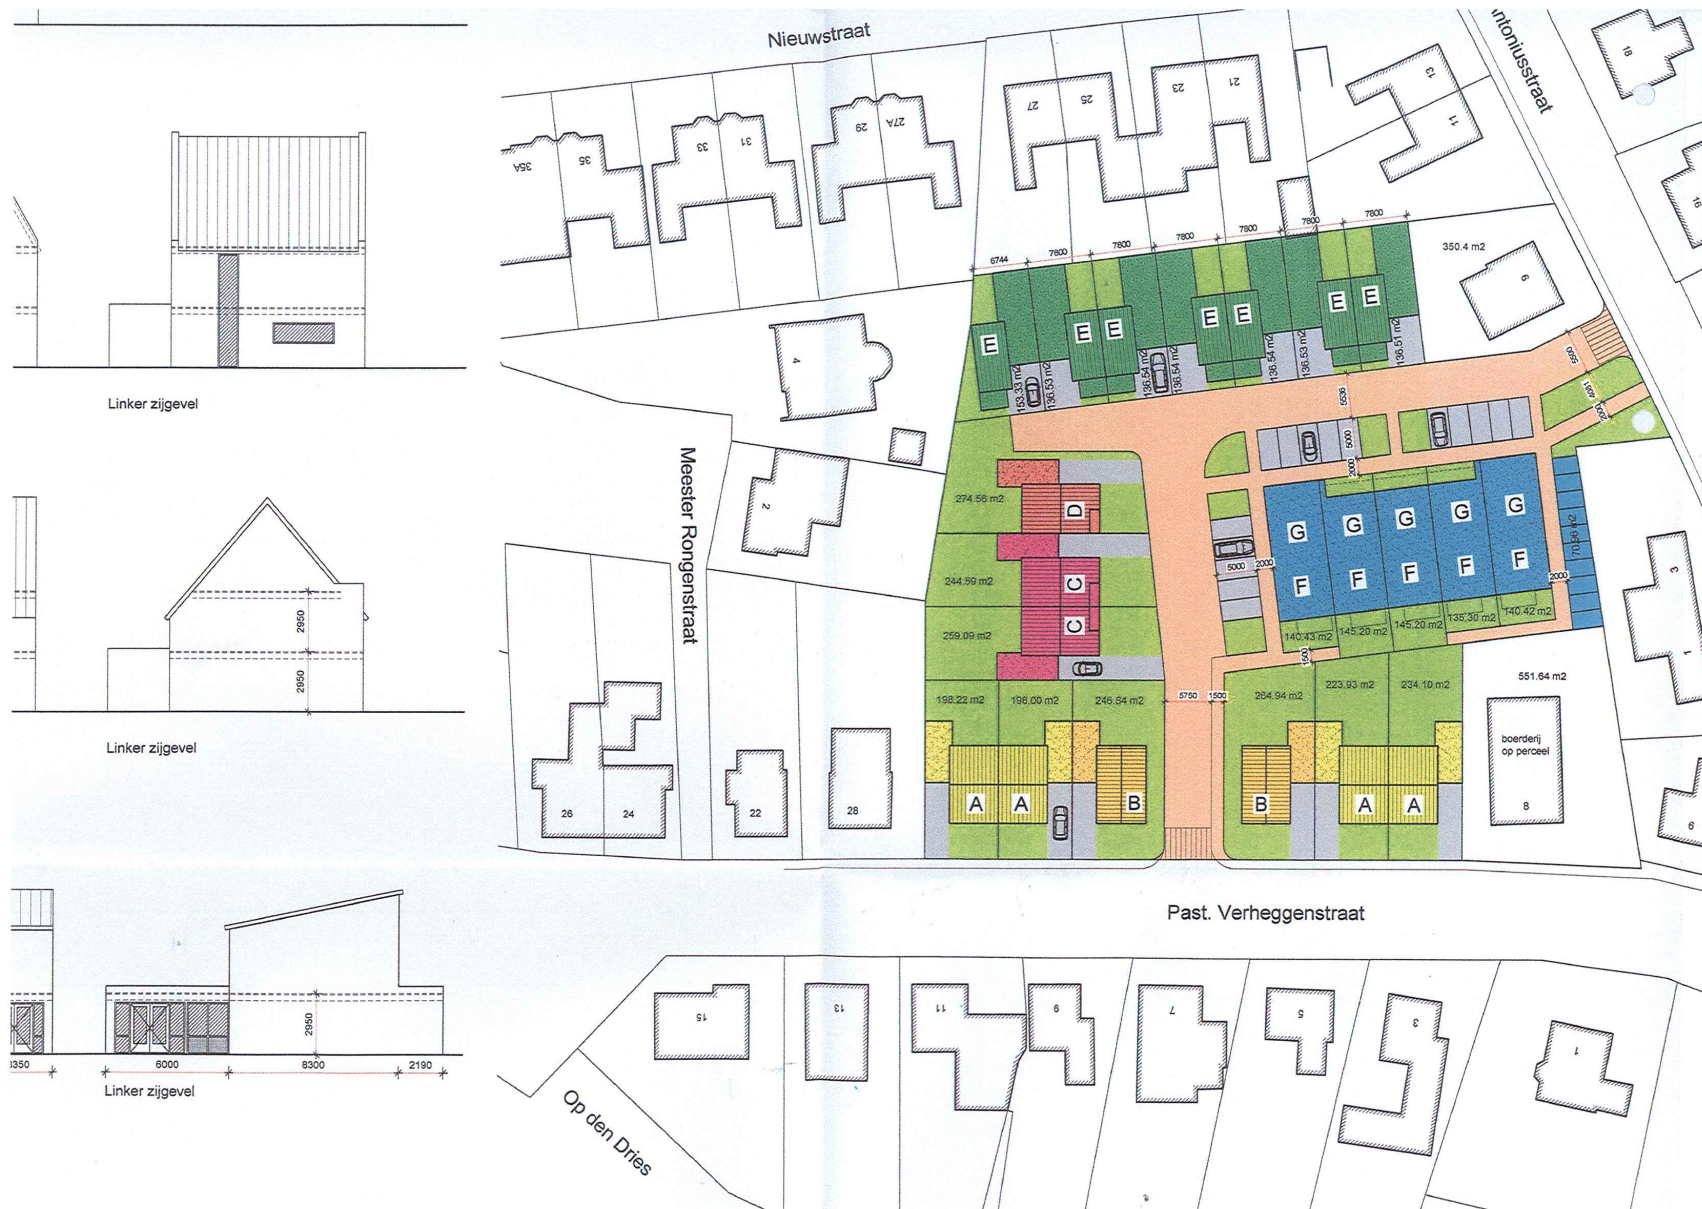 Linker zijgevel
2950
2950
Linker zijgevel
2950
6000
8300
2190
Linker zijgevel
Nieuwstraat
ntoniusstraat
18
16
35A
35
33
31
29
27A
27
25
23
21
13
11
6744
7800
7800
7800
7800
7800
7800
350.4 m2
6
E
E
E
E
E
E
E
153.33 m2
136.53 m2
136.54 m2
136.54 m2
136.54 m2
136.53 m2
136.51 m2
5500
4081
2000
5536
5000
2000
4
2
Meester Rongenstraat
274.56 m2
D
244.59 m2
C
259.09 m2
C
G
G
G
G
G
F
F
F
F
F
5000
2000
2000
70.96 m2
140.43 m2
145.20 m2
145.20 m2
135.30 m2
140.42 m2
1500
3
1
198.22 m2
198.00 m2
246.64 m2
5750
1500
264.94 m2
223.93 m2
234.10 m2
551.64 m2
boerderij
op perceel
8
A
A
B
B
A
A
26
24
22
28
6
Past. Verheggenstraat
15
13
11
9
7
5
3
1
Op den Dries